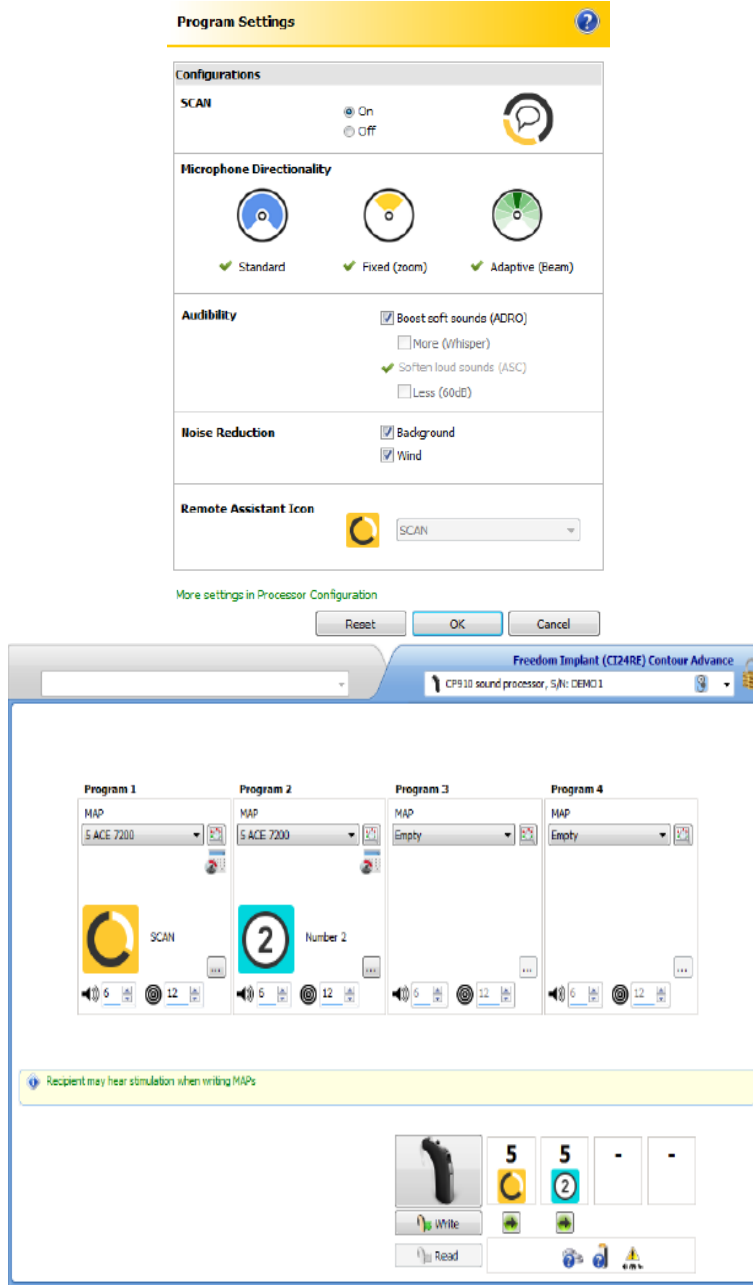 Program Settings
Configurations
SCAN
On
Off
Microphone Directionality
Standard Fixed (zoom) Adaptive (Beam)
Audibility
Boost soft sounds (ADRO)
More (Whisper)
Soften loud sounds (ASC)
Less (60dB)
Noise Reduction
Background
Wind
Remote Assistant Icon
SCAN
More settings in Processor Configuration
Reset OK Cancel
Freedom Implant (CI24RE) Contour Advance
CP910 sound processor, S/N: DEMO1
Program 1 Program 2 Program 3 Program 4
MAP MAP MAP MAP
5 ACE 7200 5 ACE 7200 Empty Empty
SCAN 2 Number 2
... ... ... ...
6 12 6 12 6 12 6 12
Recipient may hear stimulation when writing MAPs
5 5 - -
2
Write
Read